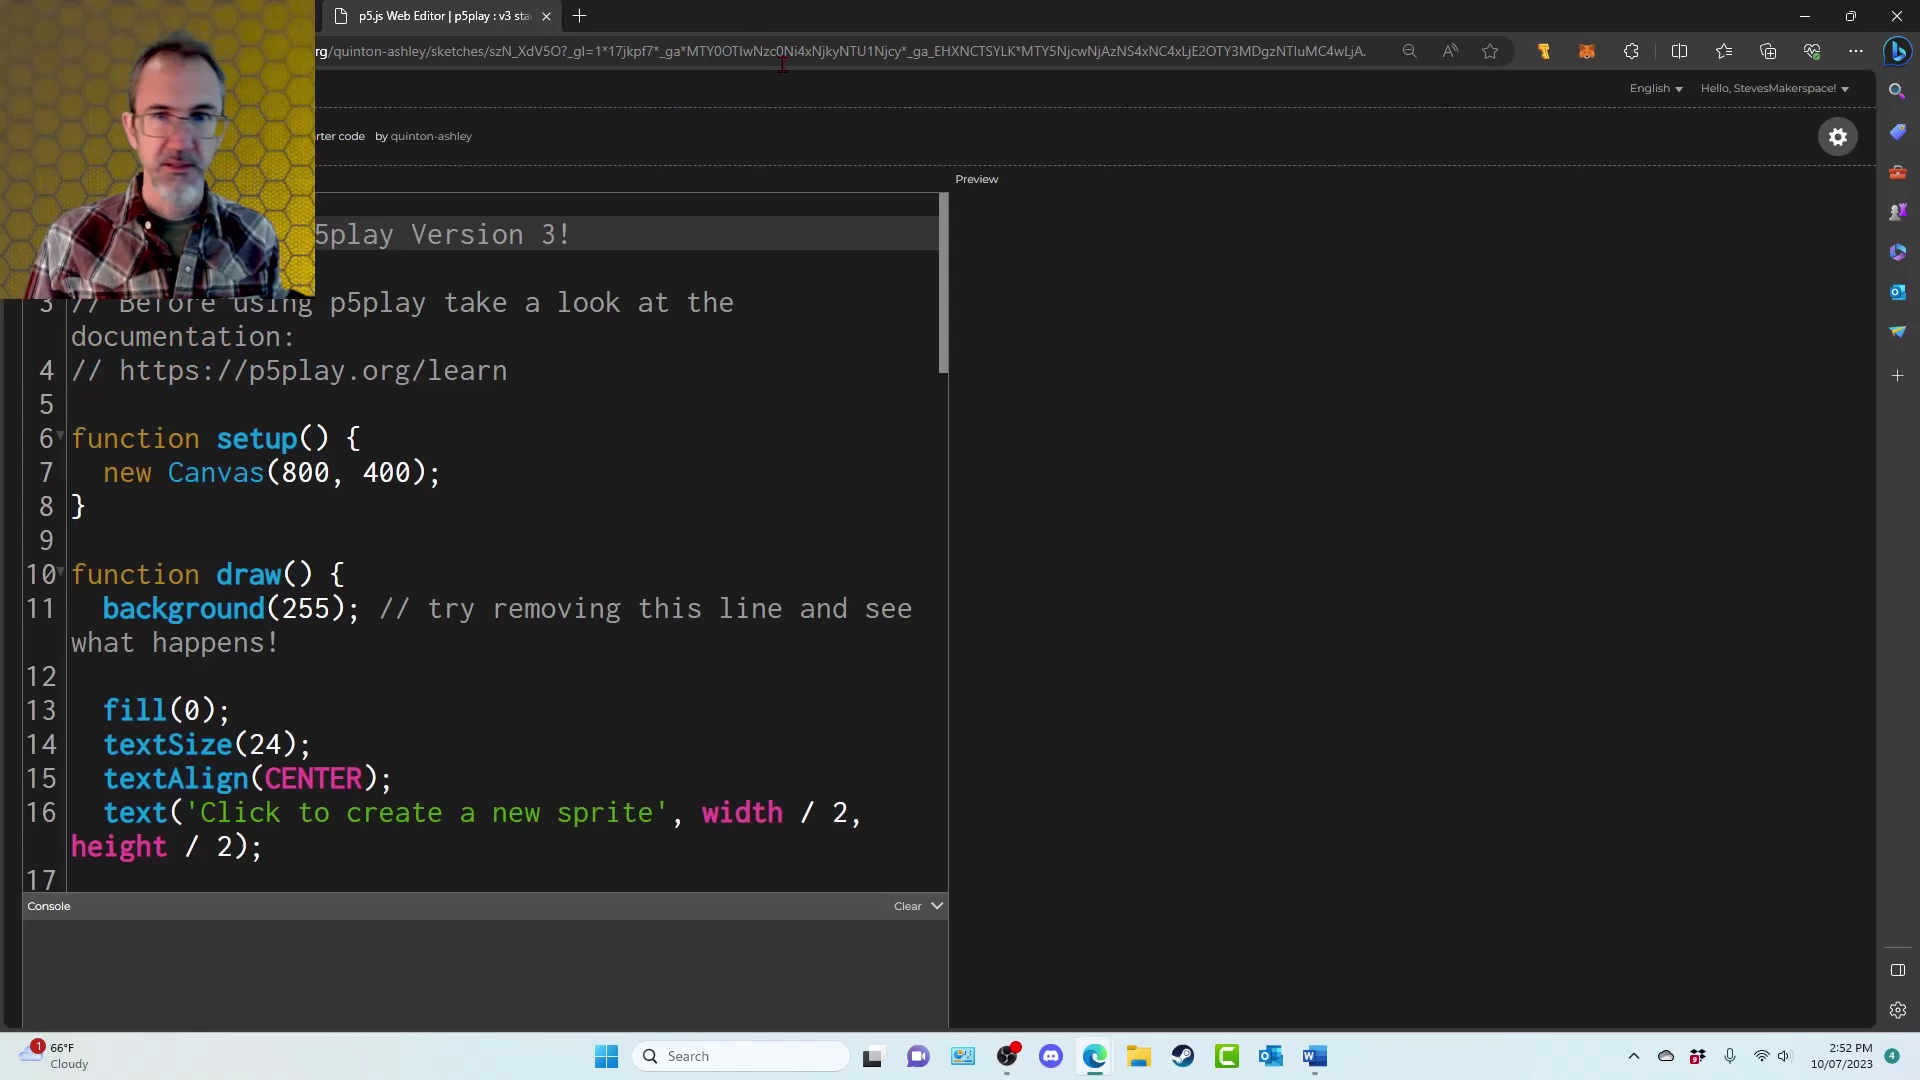 p5.js Web Editor | p5play : v3 sta
rg/quinton-ashley/sketches/szN_XdV5O?_gl=1*17jkpf7*_ga*MTY0OTIwNzc0Ni4xNjkyNTU1Njcy*_ga_EHXNCTSYLK*MTY5NjcwNjAzNS4xNC4xLjE2OTY3MDgzNTIuMC4wLjA.
English
Hello, StevesMakerspace!
rter code by quinton-ashley
Preview
5play Version 3!
3 // Before using p5play take a look at the
documentation:
4 // https://p5play.org/learn
5
6 function setup() {
7 new Canvas(800, 400);
8 }
9
10 function draw() {
11 background(255); // try removing this line and see
what happens!
12
13 fill(0);
14 textSize(24);
15 textAlign(CENTER);
16 text('Click to create a new sprite', width / 2,
height / 2);
17
Console
Clear
1
66°F
Cloudy
Search
2:52 PM
10/07/2023
4